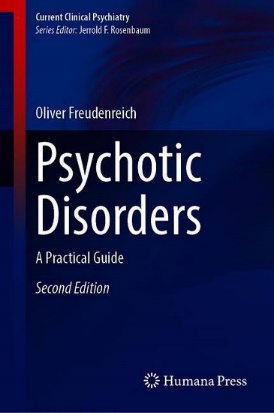 Current Clinical Psychiatry
Series Editor: Jerrold F. Rosenbaum
Oliver Freudenreich
Psychotic
Disorders
A Practical Guide
Second Edition
Humana Press